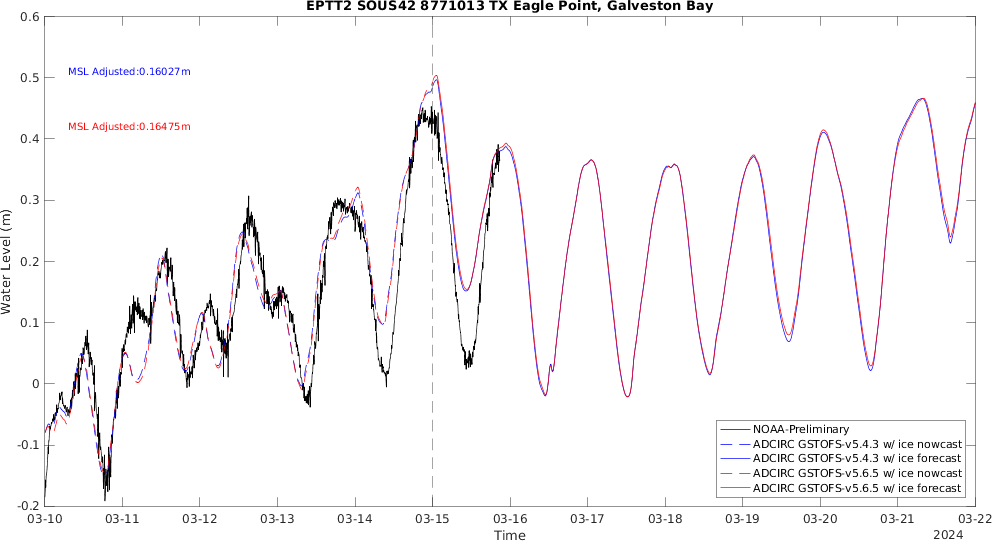 EPTT2 SOUS42 8771013 TX Eagle Point, Galveston Bay
0.6
0.5
0.4
0.3
0.2
0.1
0
-0.1
-0.2
Water Level (m)
MSL Adjusted:0.16027m
MSL Adjusted:0.16475m
NOAA-Preliminary
ADCIRC GSTOFS-v5.4.3 w/ ice nowcast
ADCIRC GSTOFS-v5.4.3 w/ ice forecast
ADCIRC GSTOFS-v5.6.5 w/ ice nowcast
ADCIRC GSTOFS-v5.6.5 w/ ice forecast
03-10 03-11 03-12 03-13 03-14 03-15 03-16 03-17 03-18 03-19 03-20 03-21 03-22
Time
2024